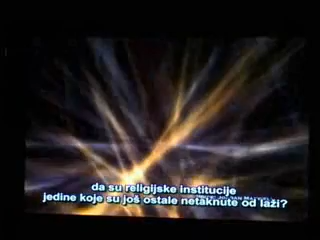 da su religijske institucije
jedine koje su još ostale netaknute od laži?